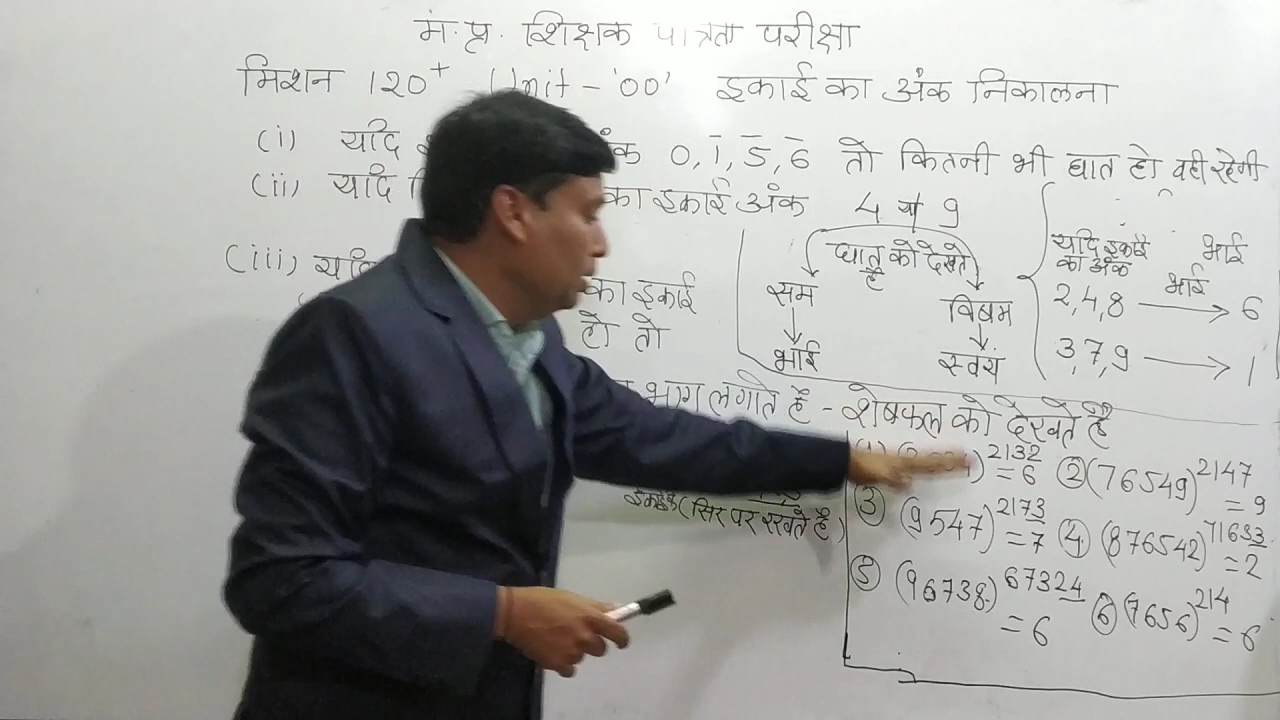 म.प्र. शिक्षक पात्रता परीक्षा
मिशन 120+ Unit - '00' इकाई का अंक निकालना
(i) यदि 0, 1, 5, 6 तो कितनी भी घात हो वही रहेगी
(ii) यदि का इकाई अंक 4 या 9
घात को देखते है
सम विषम
↓ ↓
भाई स्वयं
यदि इकाई का अंक भाई
भाई
2,4,8 → 6
3,7,9 → 1
(iii) यदि का इकाई
हो तो
भाग लगाते है - शेषफल को देखते है
(सिर पर रखते है)
)^2132 = 6 ② (76549)^2147 = 9
③ (9547)^2173 = 7 ④ (876542)^71633 = 2
⑤ (96738)^67324 = 6 ⑥ (7656)^214 = 6